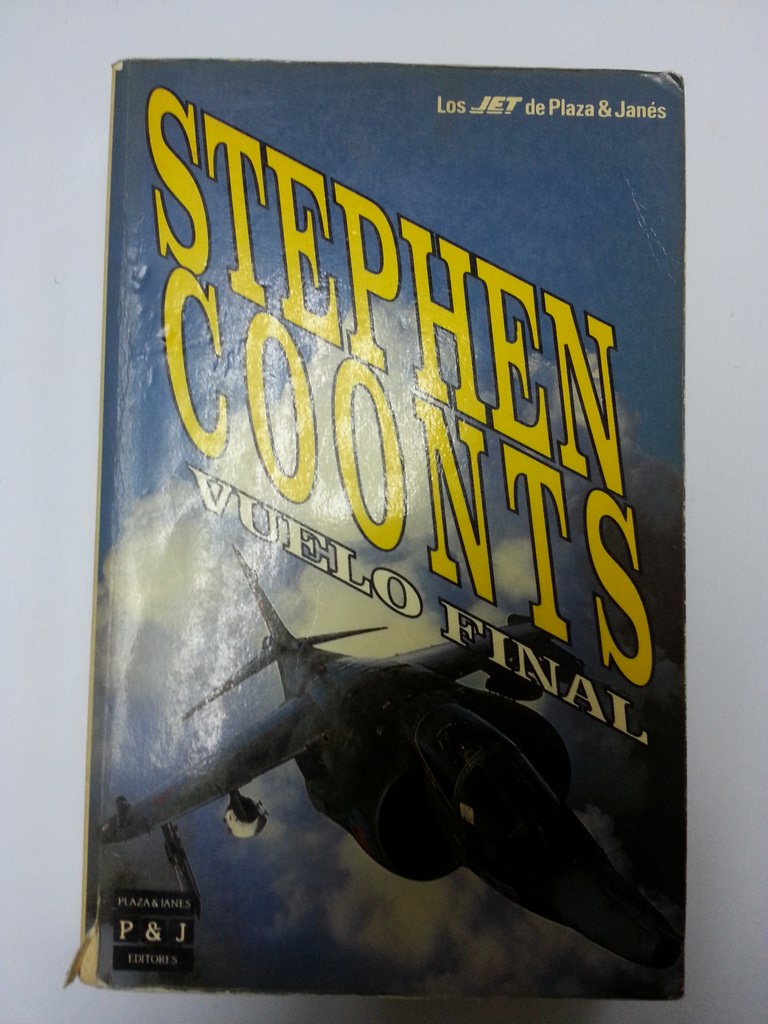 Los JET de Plaza & Janés
STEPHEN
COONTS
VUELO FINAL
PLAZA & JANES
P & J
EDITORES